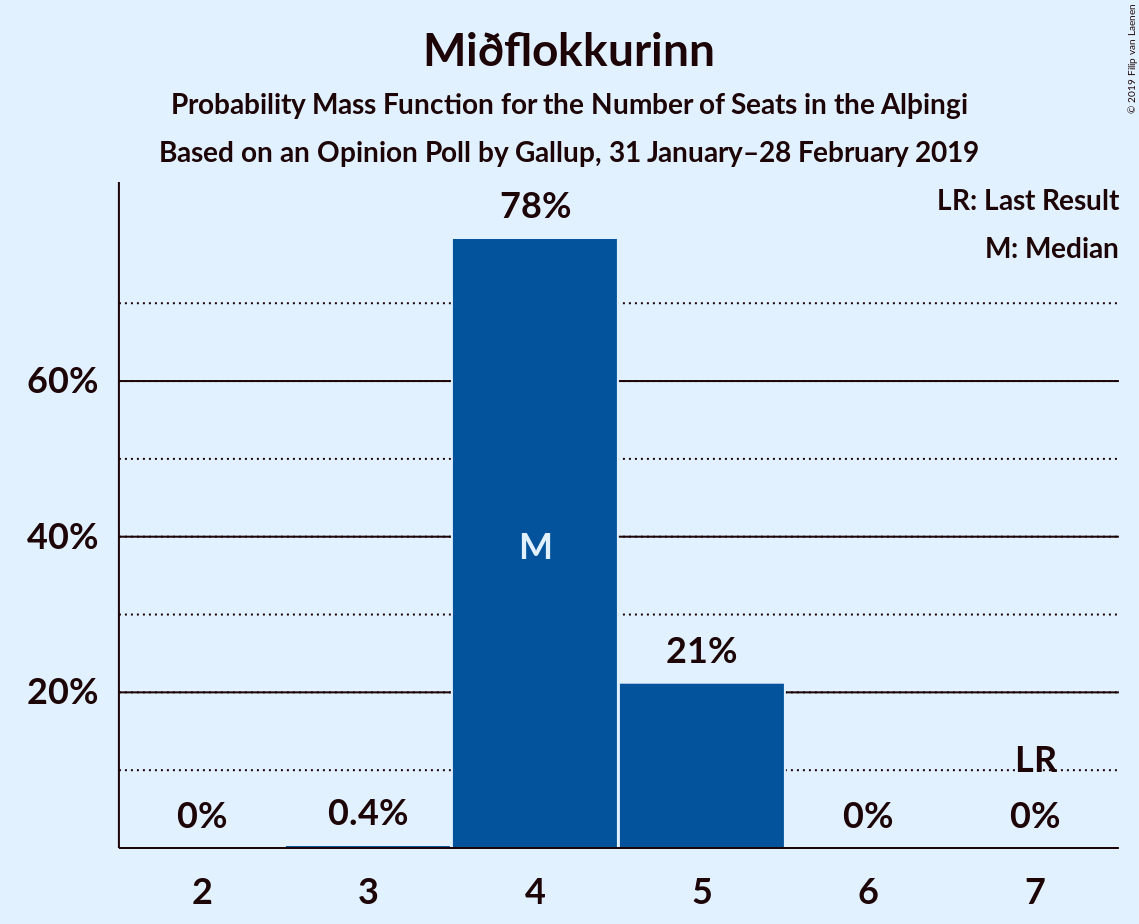 Miðflokkurinn
Probability Mass Function for the Number of Seats in the Alþingi
Based on an Opinion Poll by Gallup, 31 January–28 February 2019
© 2019 Filip van Laenen
LR: Last Result
M: Median
78%
60%
40%
M
21%
20%
LR
0%
0.4%
0%
0%
2
3
4
5
6
7